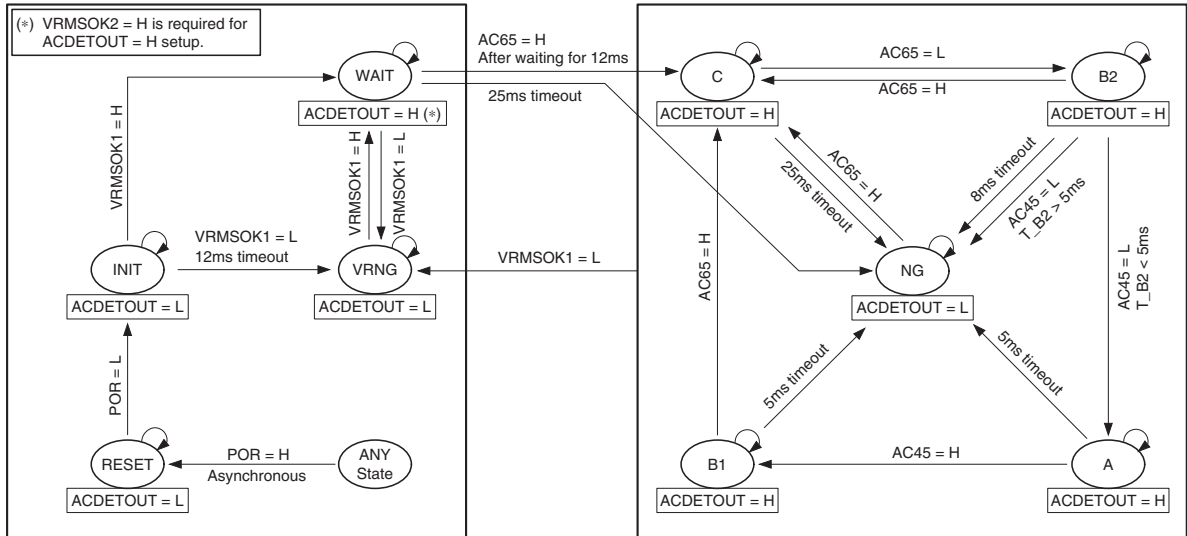 (*) VRMSOK2 = H is required for
ACDETOUT = H setup.
WAIT
ACDETOUT = H (*)
VRMSOK1 = H
VRMSOK1 = H
VRMSOK1 = L
INIT
ACDETOUT = L
VRMSOK1 = L
12ms timeout
VRNG
ACDETOUT = L
POR = L
RESET
ACDETOUT = L
POR = H
Asynchronous
ANY
State
AC65 = H
After waiting for 12ms
25ms timeout
VRMSOK1 = L
C
ACDETOUT = H
AC65 = L
AC65 = H
B2
ACDETOUT = H
AC65 = H
25ms timeout
8ms timeout
AC45 = L
T_B2 > 5ms
AC45 = L
T_B2 < 5ms
NG
ACDETOUT = L
AC65 = H
5ms timeout
5ms timeout
B1
ACDETOUT = H
AC45 = H
A
ACDETOUT = H